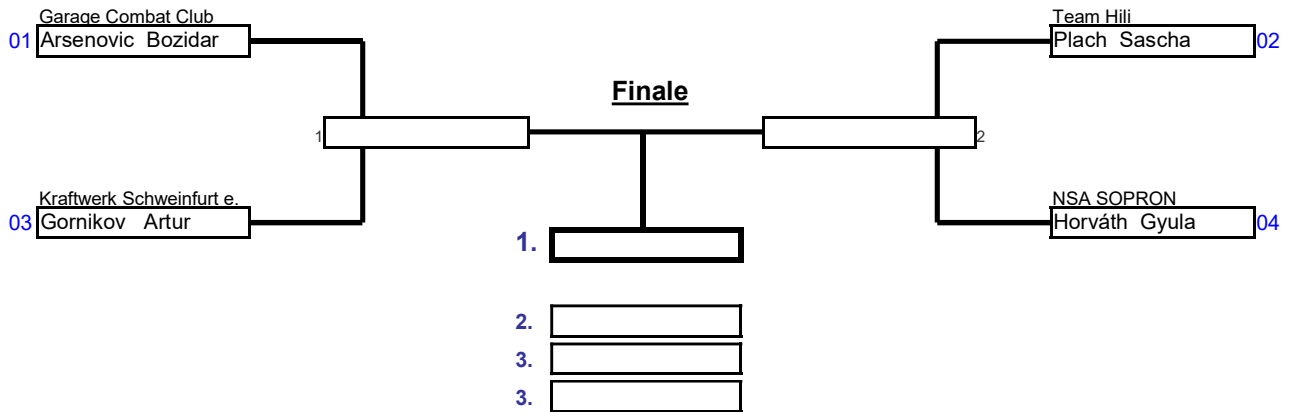 Garage Combat Club
01 Arsenovic Bozidar
Team Hili
Plach Sascha 02
Finale
1
2
Kraftwerk Schweinfurt e.
03 Gornikov Artur
NSA SOPRON
Horváth Gyula 04
1.
2.
3.
3.